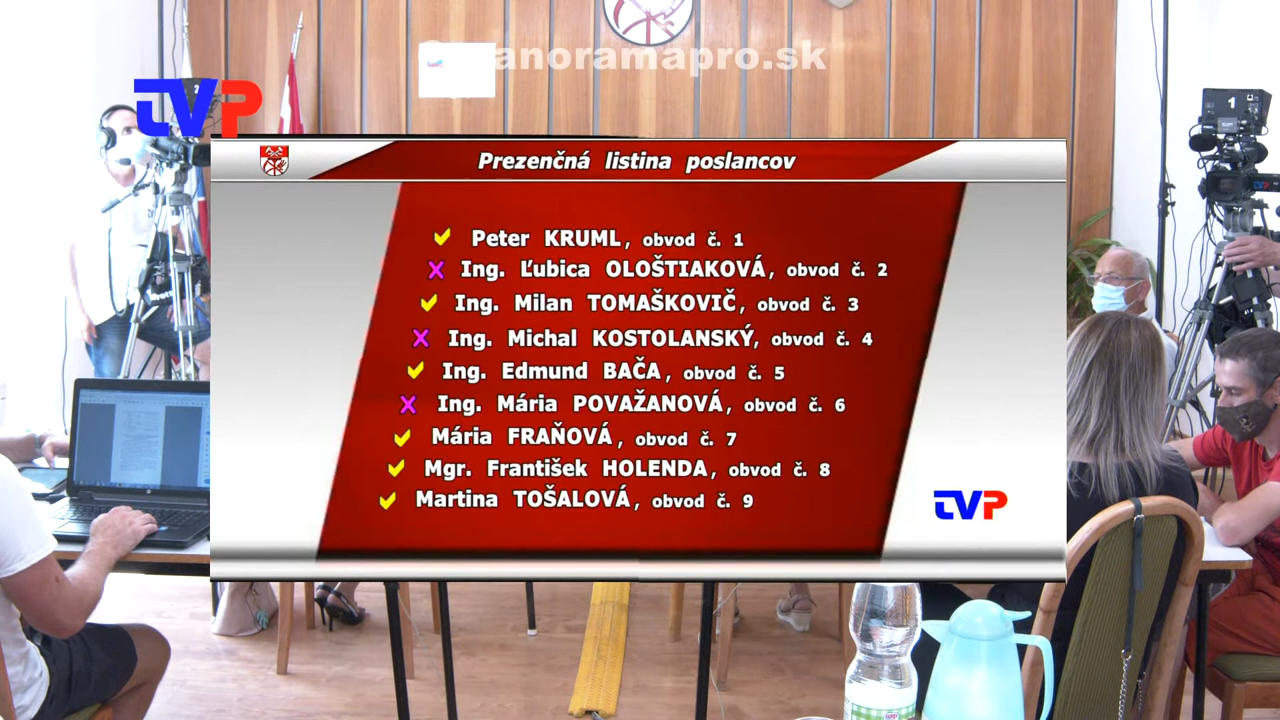 ánoramapro.sk
TVP
1
Prezenčná listina poslancov
Peter KRUML, obvod č. 1
Ing. Ľubica OLOŠTIAKOVÁ, obvod č. 2
Ing. Milan TOMAŠKOVIČ, obvod č. 3
Ing. Michal KOSTOLANSKÝ, obvod č. 4
Ing. Edmund BAČA, obvod č. 5
Ing. Mária POVAŽANOVÁ, obvod č. 6
Mária FRAŇOVÁ, obvod č. 7
Mgr. František HOLENDA, obvod č. 8
Martina TOŠALOVÁ, obvod č. 9
TVP